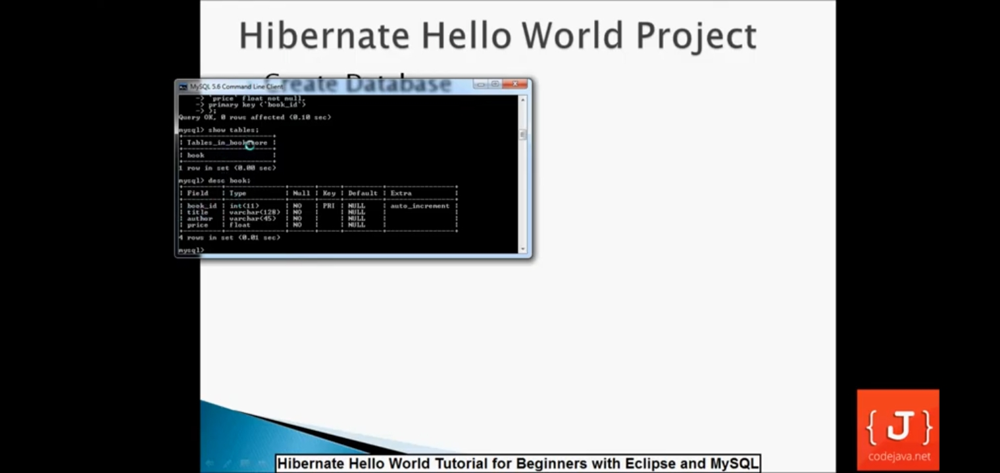 Hibernate Hello World Project
Create Database
MySQL 5.6 Command Line Client
-> `price` float not null,
-> primary key (`book_id`)
-> );
Query OK, 0 rows affected (0.10 sec)
mysql> show tables;
| Tables_in_bookstore |
| book |
1 row in set (0.00 sec)
mysql> desc book;
| Field | Type | Null | Key | Default | Extra |
| book_id | int(11) | NO | PRI | NULL | auto_increment |
| title | varchar(128) | NO | | NULL | |
| author | varchar(45) | NO | | NULL | |
| price | float | NO | | NULL | |
4 rows in set (0.01 sec)
mysql>
{ J }
codejava.net
Hibernate Hello World Tutorial for Beginners with Eclipse and MySQL